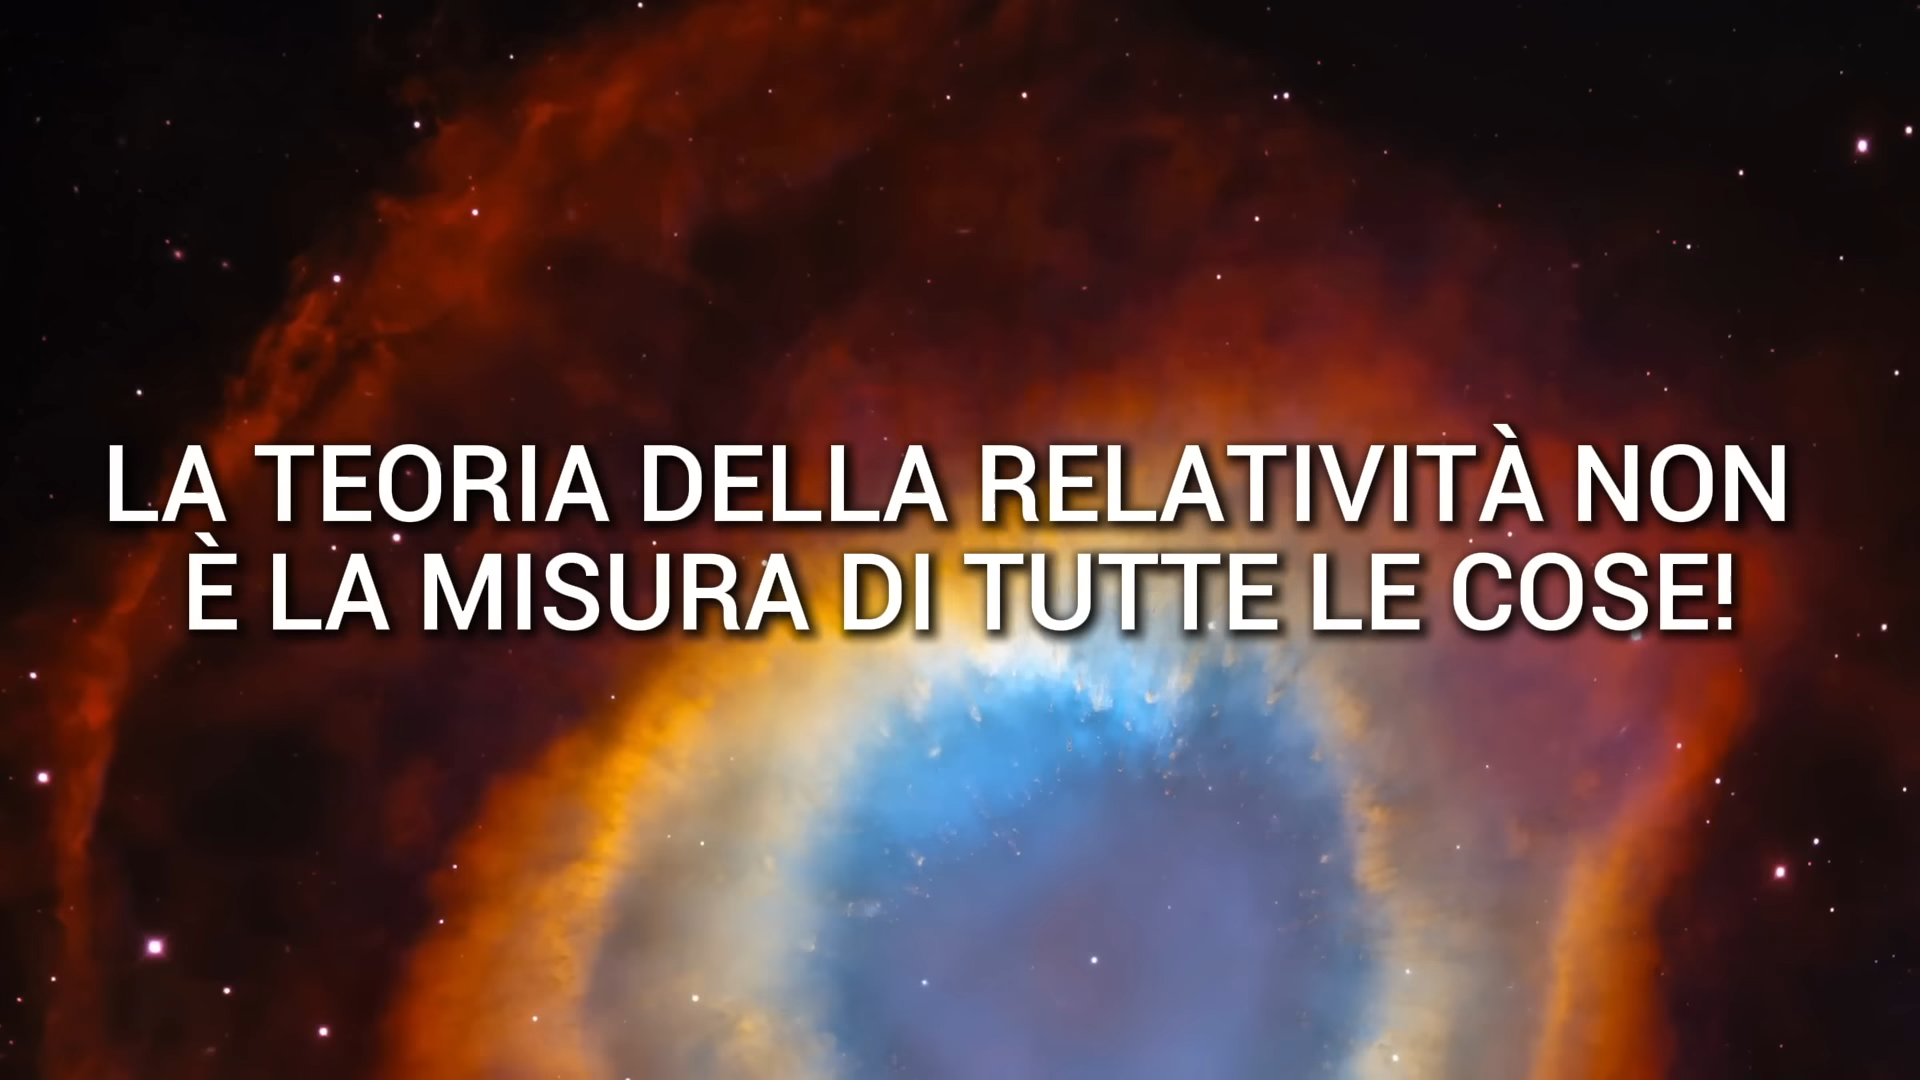 LA TEORIA DELLA RELATIVITÀ NON
È LA MISURA DI TUTTE LE COSE!